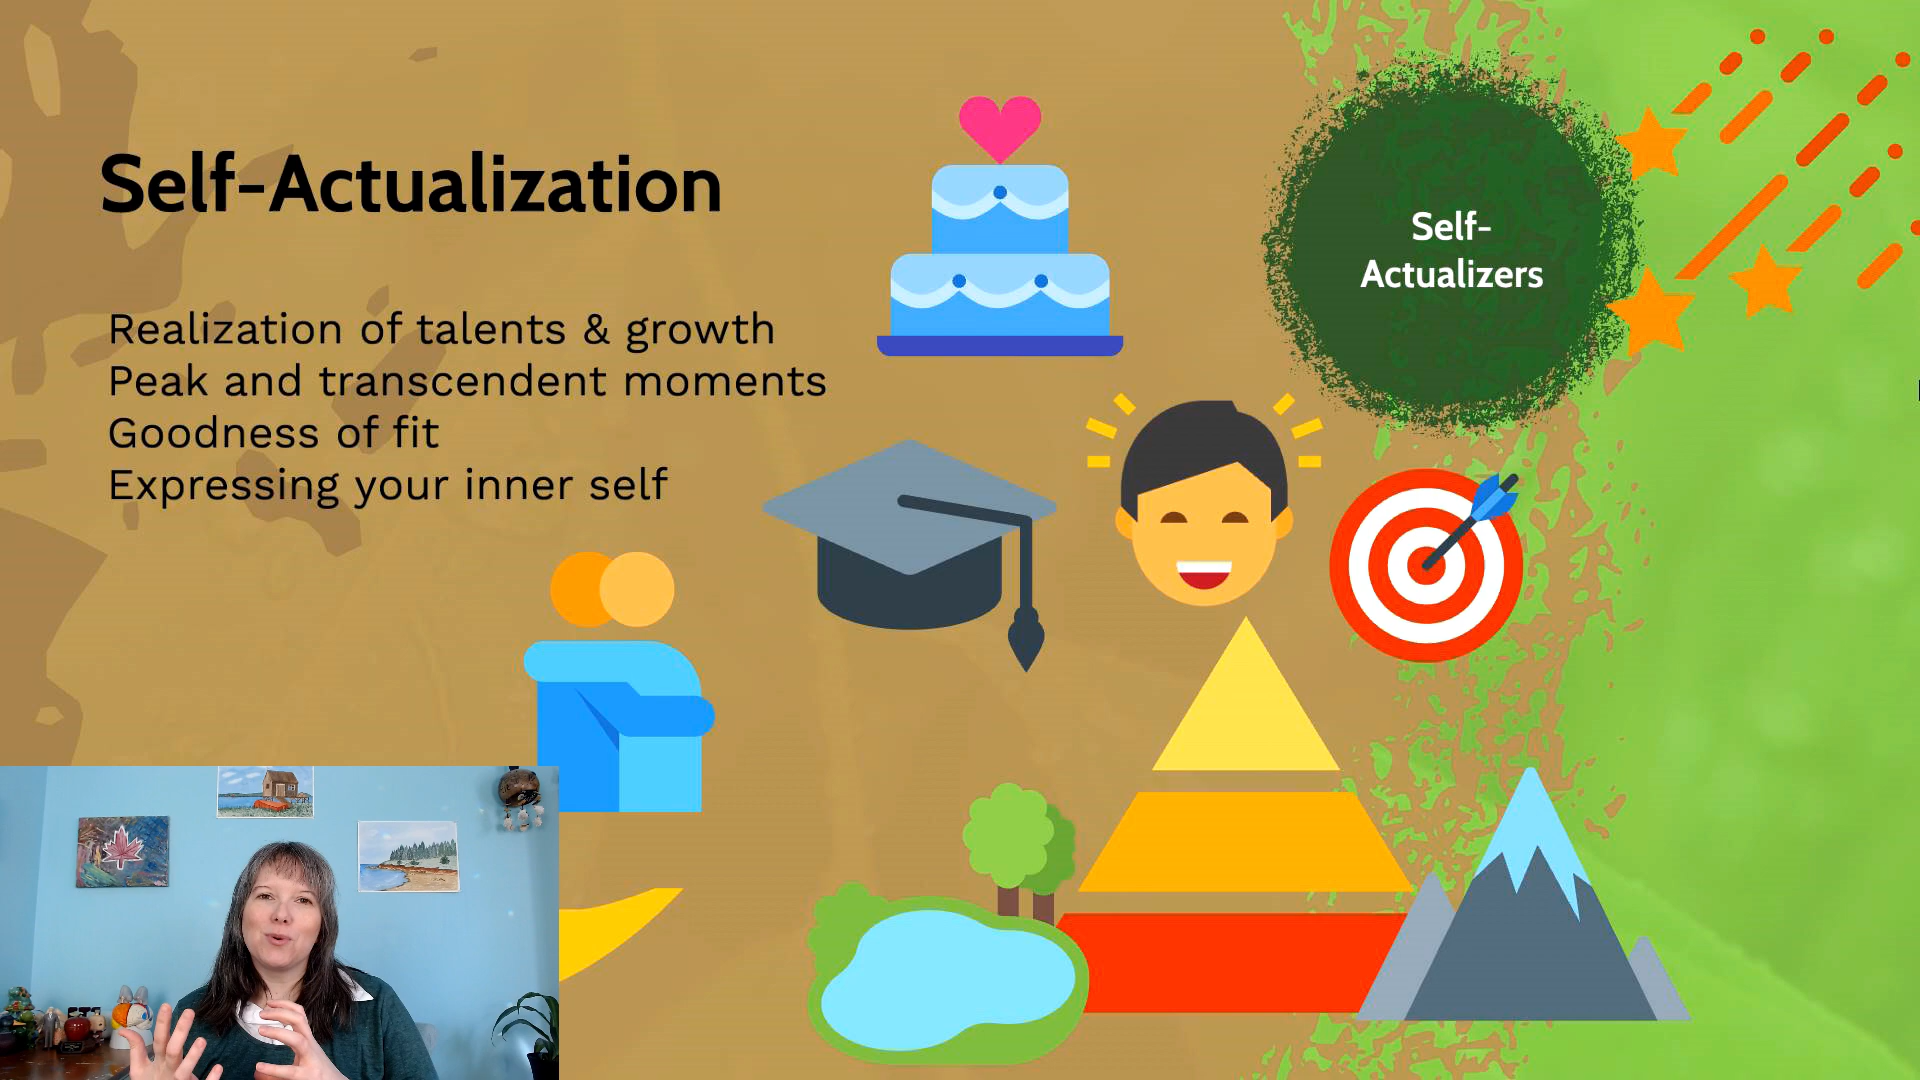 Self-Actualization
Realization of talents & growth
Peak and transcendent moments
Goodness of fit
Expressing your inner self
Self-
Actualizers